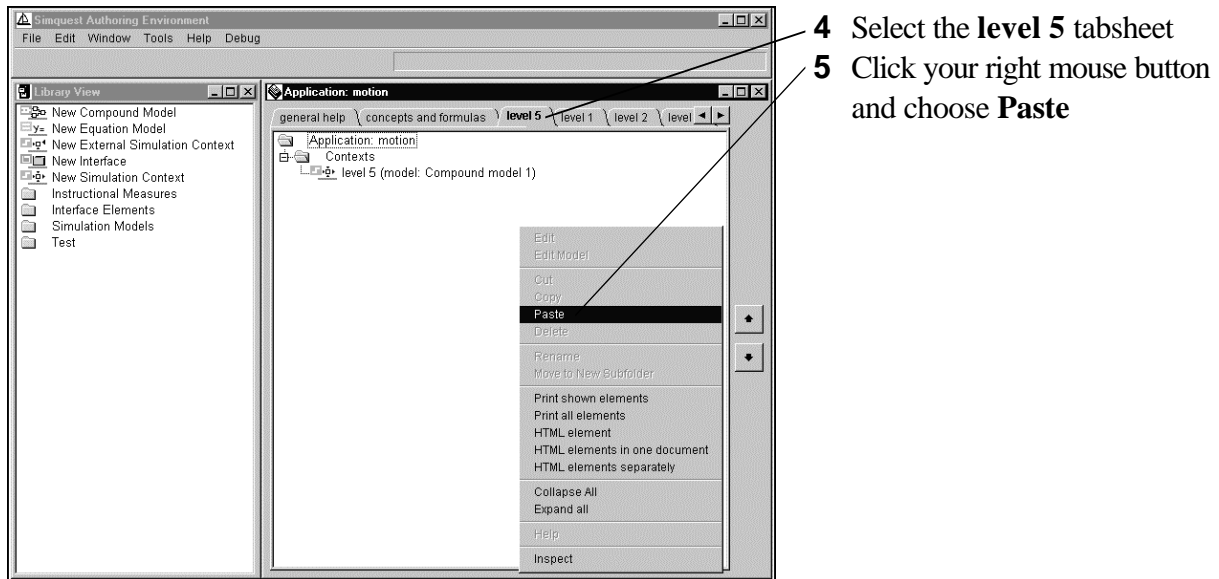 Simquest Authoring Environment
File Edit Window Tools Help Debug
4 Select the level 5 tabsheet
5 Click your right mouse button
and choose Paste
Library View
New Compound Model
y= New Equation Model
New External Simulation Context
New Interface
New Simulation Context
Instructional Measures
Interface Elements
Simulation Models
Test
Application: motion
general help concepts and formulas level 5 level 1 level 2 level
Application: motion
Contexts
level 5 (model: Compound model 1)
Edit
Edit Model
Cut
Copy
Paste
Delete
Rename
Move to New Subfolder
Print shown elements
Print all elements
HTML element
HTML elements in one document
HTML elements separately
Collapse All
Expand all
Help
Inspect